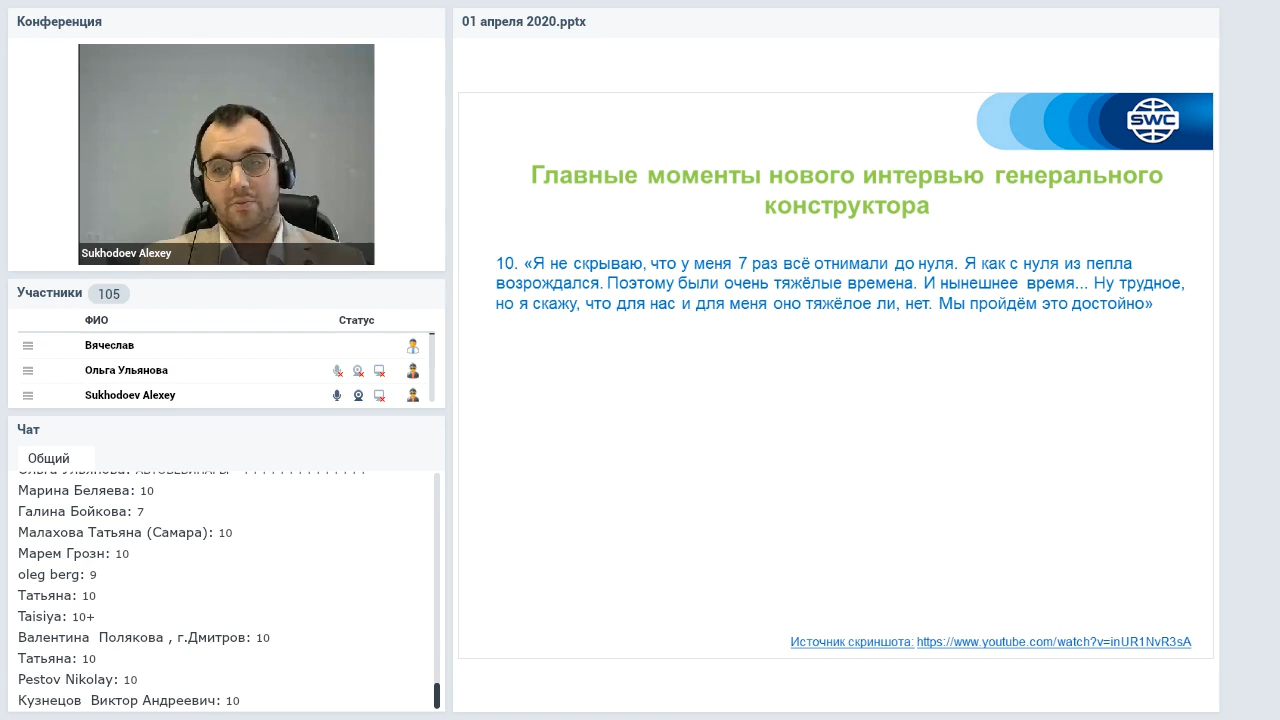 Конференция
Sukhodoev Alexey
Участники 105
ФИО Статус
Вячеслав
Ольга Ульянова
Sukhodoev Alexey
Чат
Общий
Марина Беляева: 10
Галина Бойкова: 7
Малахова Татьяна (Самара): 10
Марем Грозн: 10
oleg berg: 9
Татьяна: 10
Taisiya: 10+
Валентина Полякова , г.Дмитров: 10
Татьяна: 10
Pestov Nikolay: 10
Кузнецов Виктор Андреевич: 10
01 апреля 2020.pptx
SWC
Главные моменты нового интервью генерального
конструктора
10. «Я не скрываю, что у меня 7 раз всё отнимали до нуля. Я как с нуля из пепла
возрождался. Поэтому были очень тяжёлые времена. И нынешнее время... Ну трудное,
но я скажу, что для нас и для меня оно тяжёлое ли, нет. Мы пройдём это достойно»
Источник скриншота: https://www.youtube.com/watch?v=inUR1NvR3sA